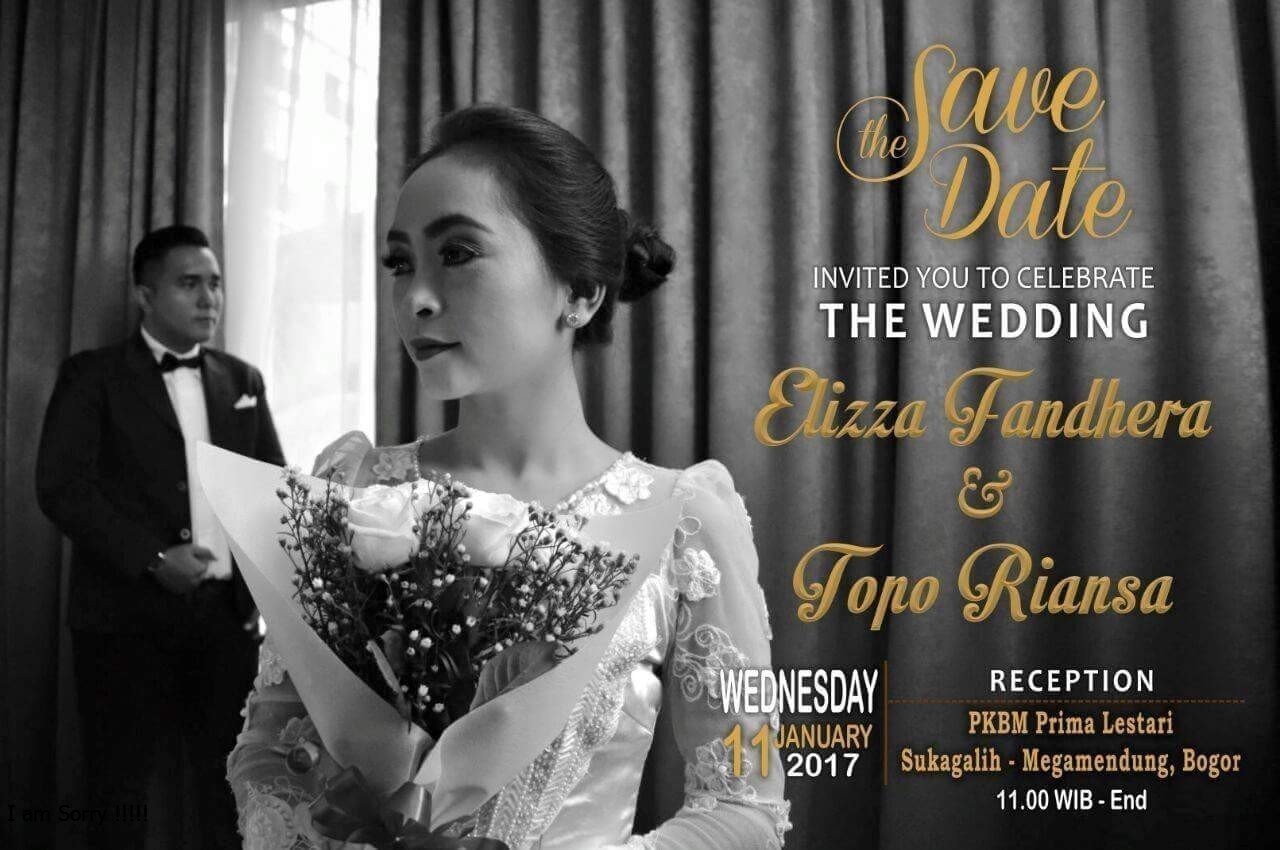 Save
the
Date
INVITED YOU TO CELEBRATE
THE WEDDING
Elizza Fandhera
&
Topo Riansa
WEDNESDAY
11 JANUARY
2017
RECEPTION
PKBM Prima Lestari
Sukagalih - Megamendung, Bogor
11.00 WIB - End
I am Sorry !!!!!